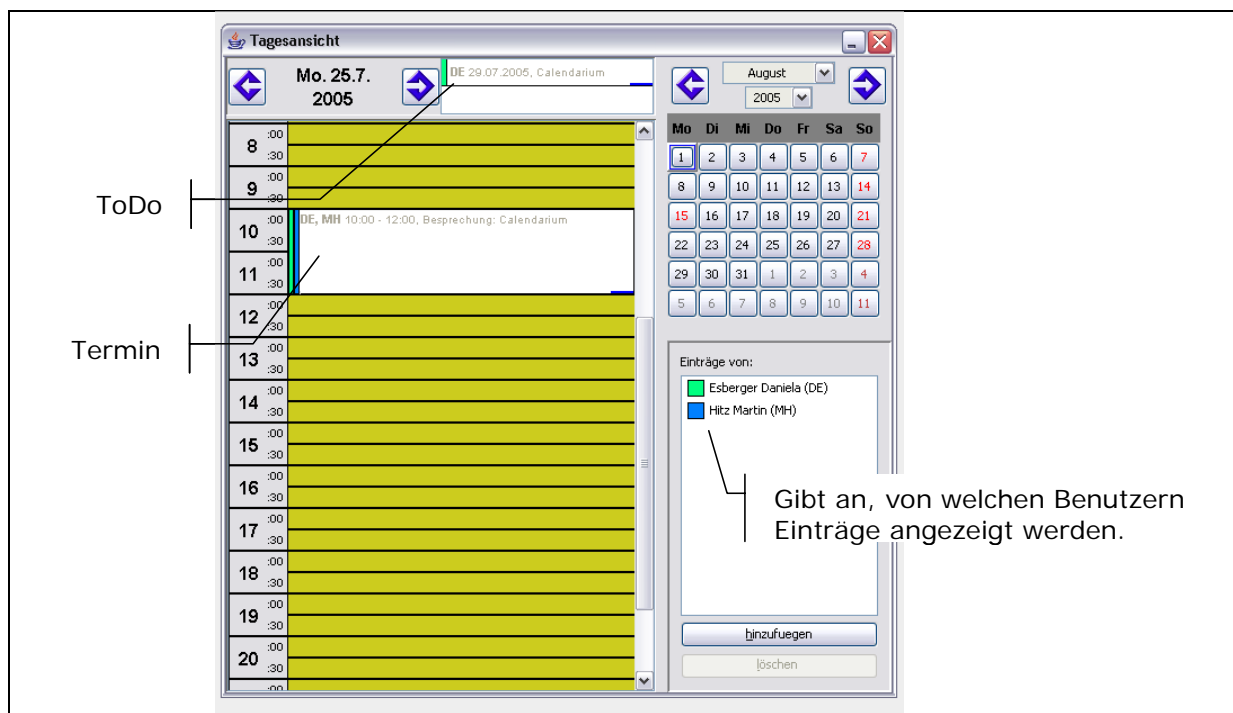 Tagesansicht
Mo. 25.7.
2005
DE 29.07.2005, Calendarium
8 :00
:30
9 :00
:30
10 :00
:30
DE, MH 10:00 - 12:00, Besprechung: Calendarium
11 :00
:30
12 :00
:30
13 :00
:30
14 :00
:30
15 :00
:30
16 :00
:30
17 :00
:30
18 :00
:30
19 :00
:30
20 :00
:30
:00
ToDo
Termin
August
2005
Mo Di Mi Do Fr Sa So
1 2 3 4 5 6 7
8 9 10 11 12 13 14
15 16 17 18 19 20 21
22 23 24 25 26 27 28
29 30 31 1 2 3 4
5 6 7 8 9 10 11
Einträge von:
Esberger Daniela (DE)
Hitz Martin (MH)
Gibt an, von welchen Benutzern
Einträge angezeigt werden.
hinzufuegen
löschen